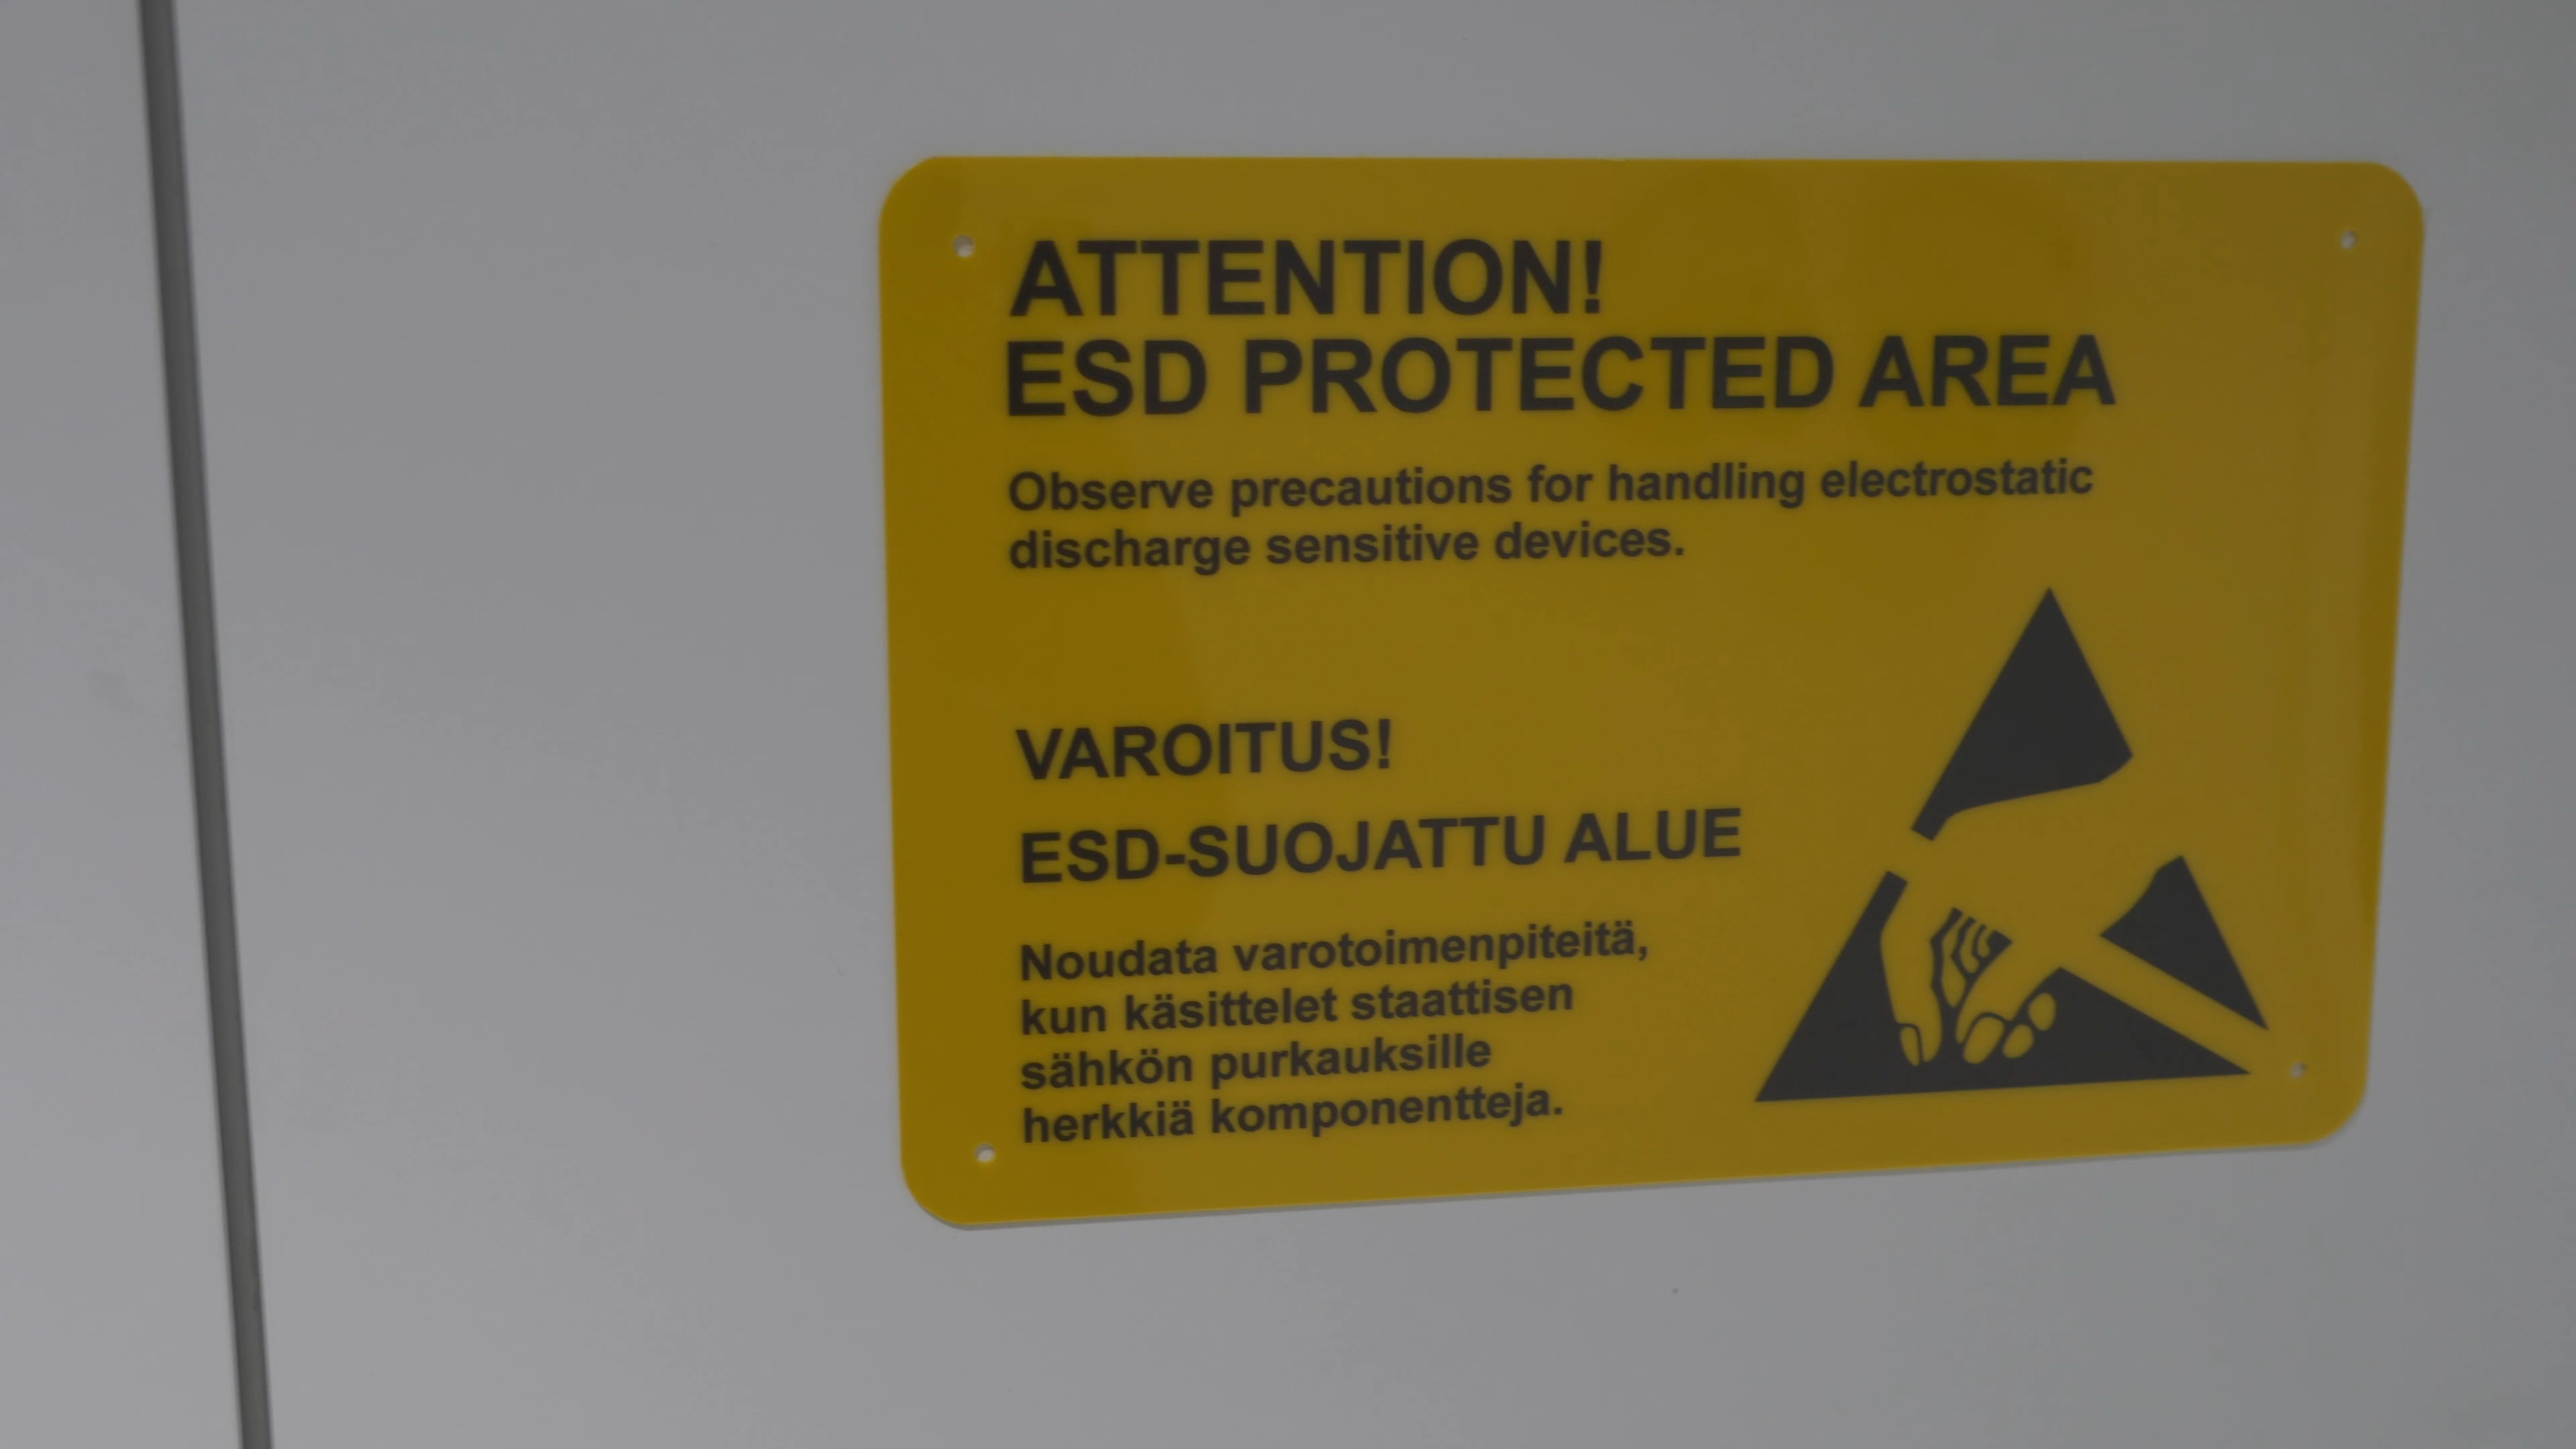 ATTENTION!
ESD PROTECTED AREA
Observe precautions for handling electrostatic
discharge sensitive devices.
VAROITUS!
ESD-SUOJATTU ALUE
Noudata varotoimenpiteitä,
kun käsittelet staattisen
sähkön purkauksille
herkkiä komponentteja.